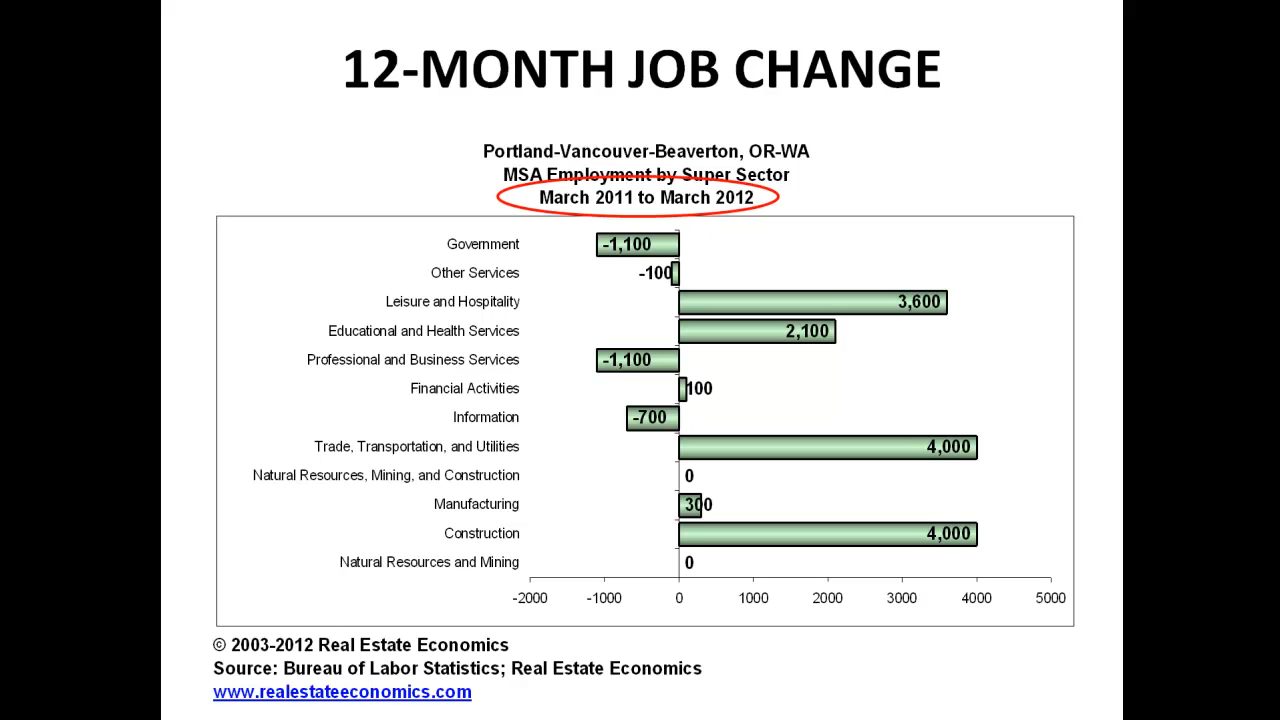 12-MONTH JOB CHANGE
Portland-Vancouver-Beaverton, OR-WA
MSA Employment by Super Sector
March 2011 to March 2012
Government -1,100
Other Services -100
Leisure and Hospitality 3,600
Educational and Health Services 2,100
Professional and Business Services -1,100
Financial Activities 100
Information -700
Trade, Transportation, and Utilities 4,000
Natural Resources, Mining, and Construction 0
Manufacturing 300
Construction 4,000
Natural Resources and Mining 0
-2000 -1000 0 1000 2000 3000 4000 5000
© 2003-2012 Real Estate Economics
Source: Bureau of Labor Statistics; Real Estate Economics
www.realestateeconomics.com